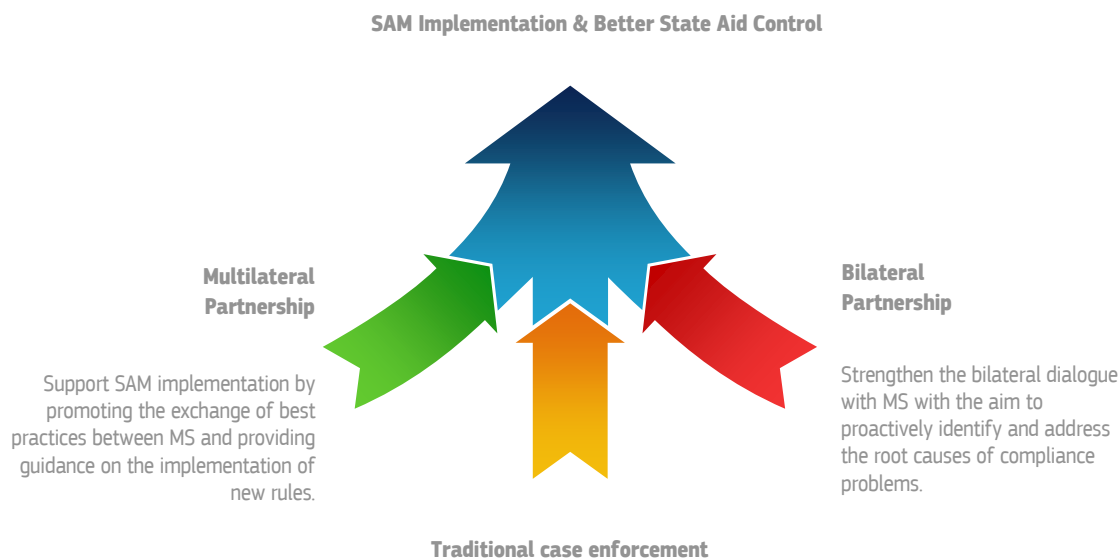 SAM Implementation & Better State Aid Control
Multilateral
Partnership
Support SAM implementation by
promoting the exchange of best
practices between MS and providing
guidance on the implementation of
new rules.
Bilateral
Partnership
Strengthen the bilateral dialogue
with MS with the aim to
proactively identify and address
the root causes of compliance
problems.
Traditional case enforcement